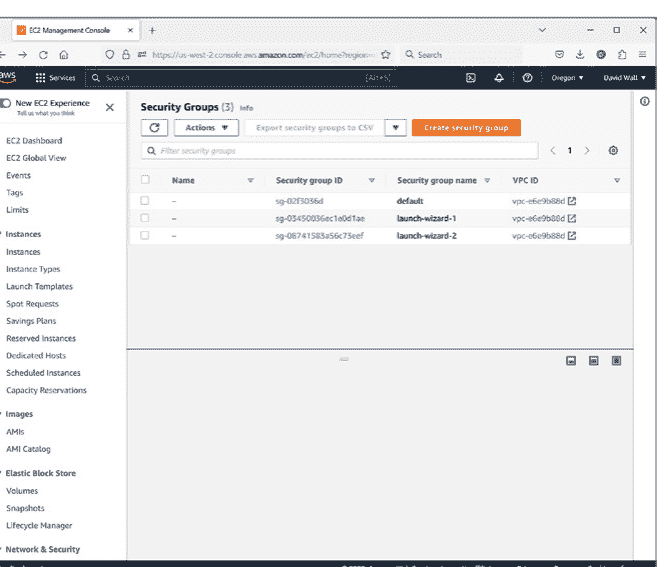 EC2 Management Console
https://us-west-2.console.aws.amazon.com/ec2/home?region=
Search
aws
Services
Search
[Alt+S]
Oregon
David Wall
New EC2 Experience
Tell us what you think
EC2 Dashboard
EC2 Global View
Events
Tags
Limits
Instances
Instances
Instance Types
Launch Templates
Spot Requests
Savings Plans
Reserved Instances
Dedicated Hosts
Scheduled Instances
Capacity Reservations
Images
AMIs
AMI Catalog
Elastic Block Store
Volumes
Snapshots
Lifecycle Manager
Network & Security
Security Groups (3) Info
Actions
Export security groups to CSV
Create security group
Filter security groups
1
Name Security group ID Security group name VPC ID
– sg-02f3036d default vpc-e6e9b88d
– sg-03450836ec1e0d1ae launch-wizard-1 vpc-e6e9b88d
– sg-08741583a56c73eef launch-wizard-2 vpc-e6e9b88d